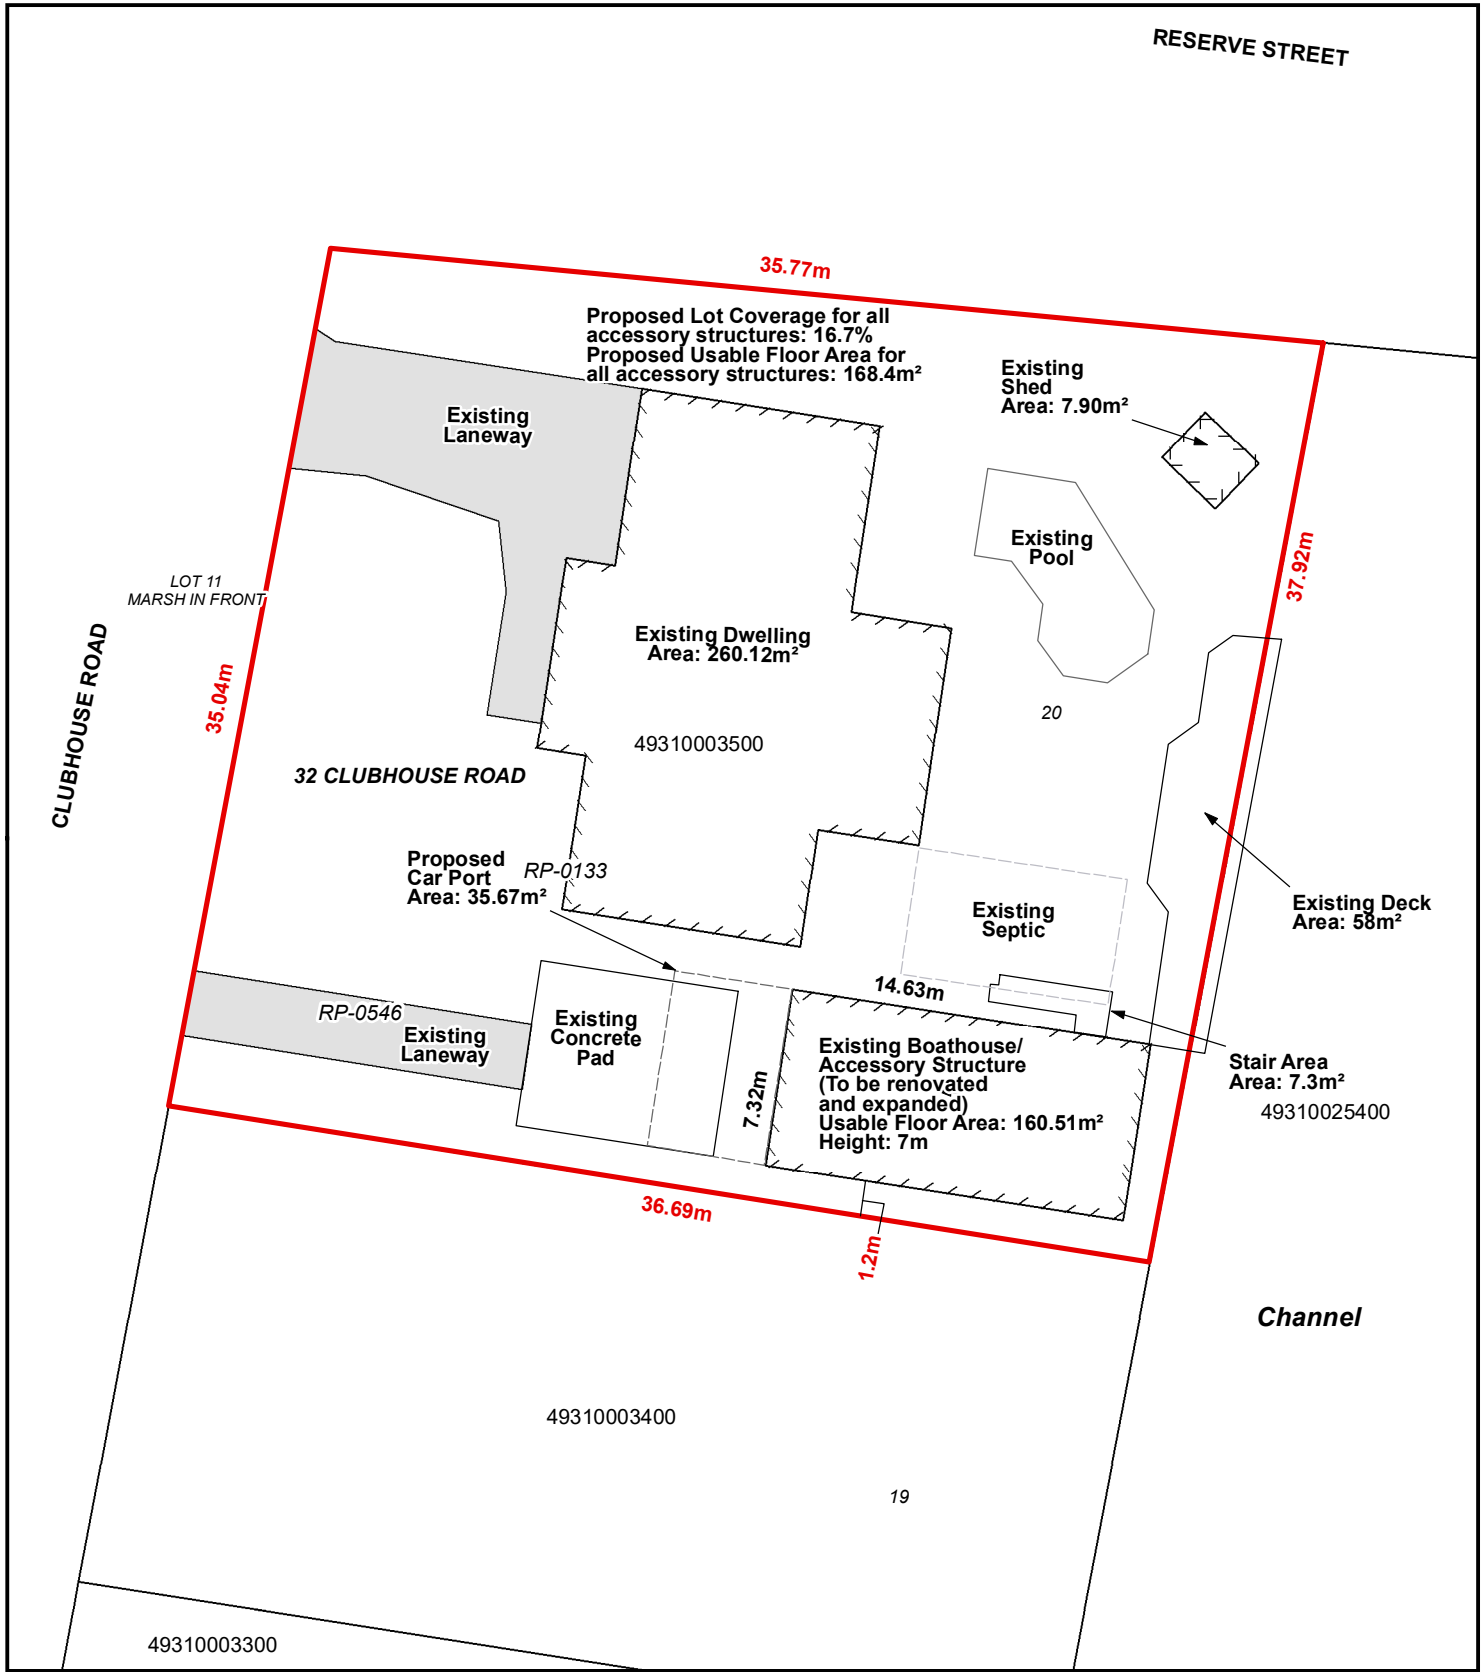 RESERVE STREET
35.77m
Proposed Lot Coverage for all
accessory structures: 16.7%
Proposed Usable Floor Area for
all accessory structures: 168.4m²
Existing
Shed
Area: 7.90m²
Existing
Laneway
Existing
Pool
37.92m
LOT 11
MARSH IN FRONT
CLUBHOUSE ROAD
35.04m
Existing Dwelling
Area: 260.12m²
20
49310003500
32 CLUBHOUSE ROAD
Proposed
Car Port
Area: 35.67m²
RP-0133
Existing
Septic
Existing Deck
Area: 58m²
14.63m
RP-0546
Existing
Laneway
Existing
Concrete
Pad
7.32m
Existing Boathouse/
Accessory Structure
(To be renovated
and expanded)
Usable Floor Area: 160.51m²
Height: 7m
Stair Area
Area: 7.3m²
49310025400
36.69m
1.2m
Channel
49310003400
19
49310003300